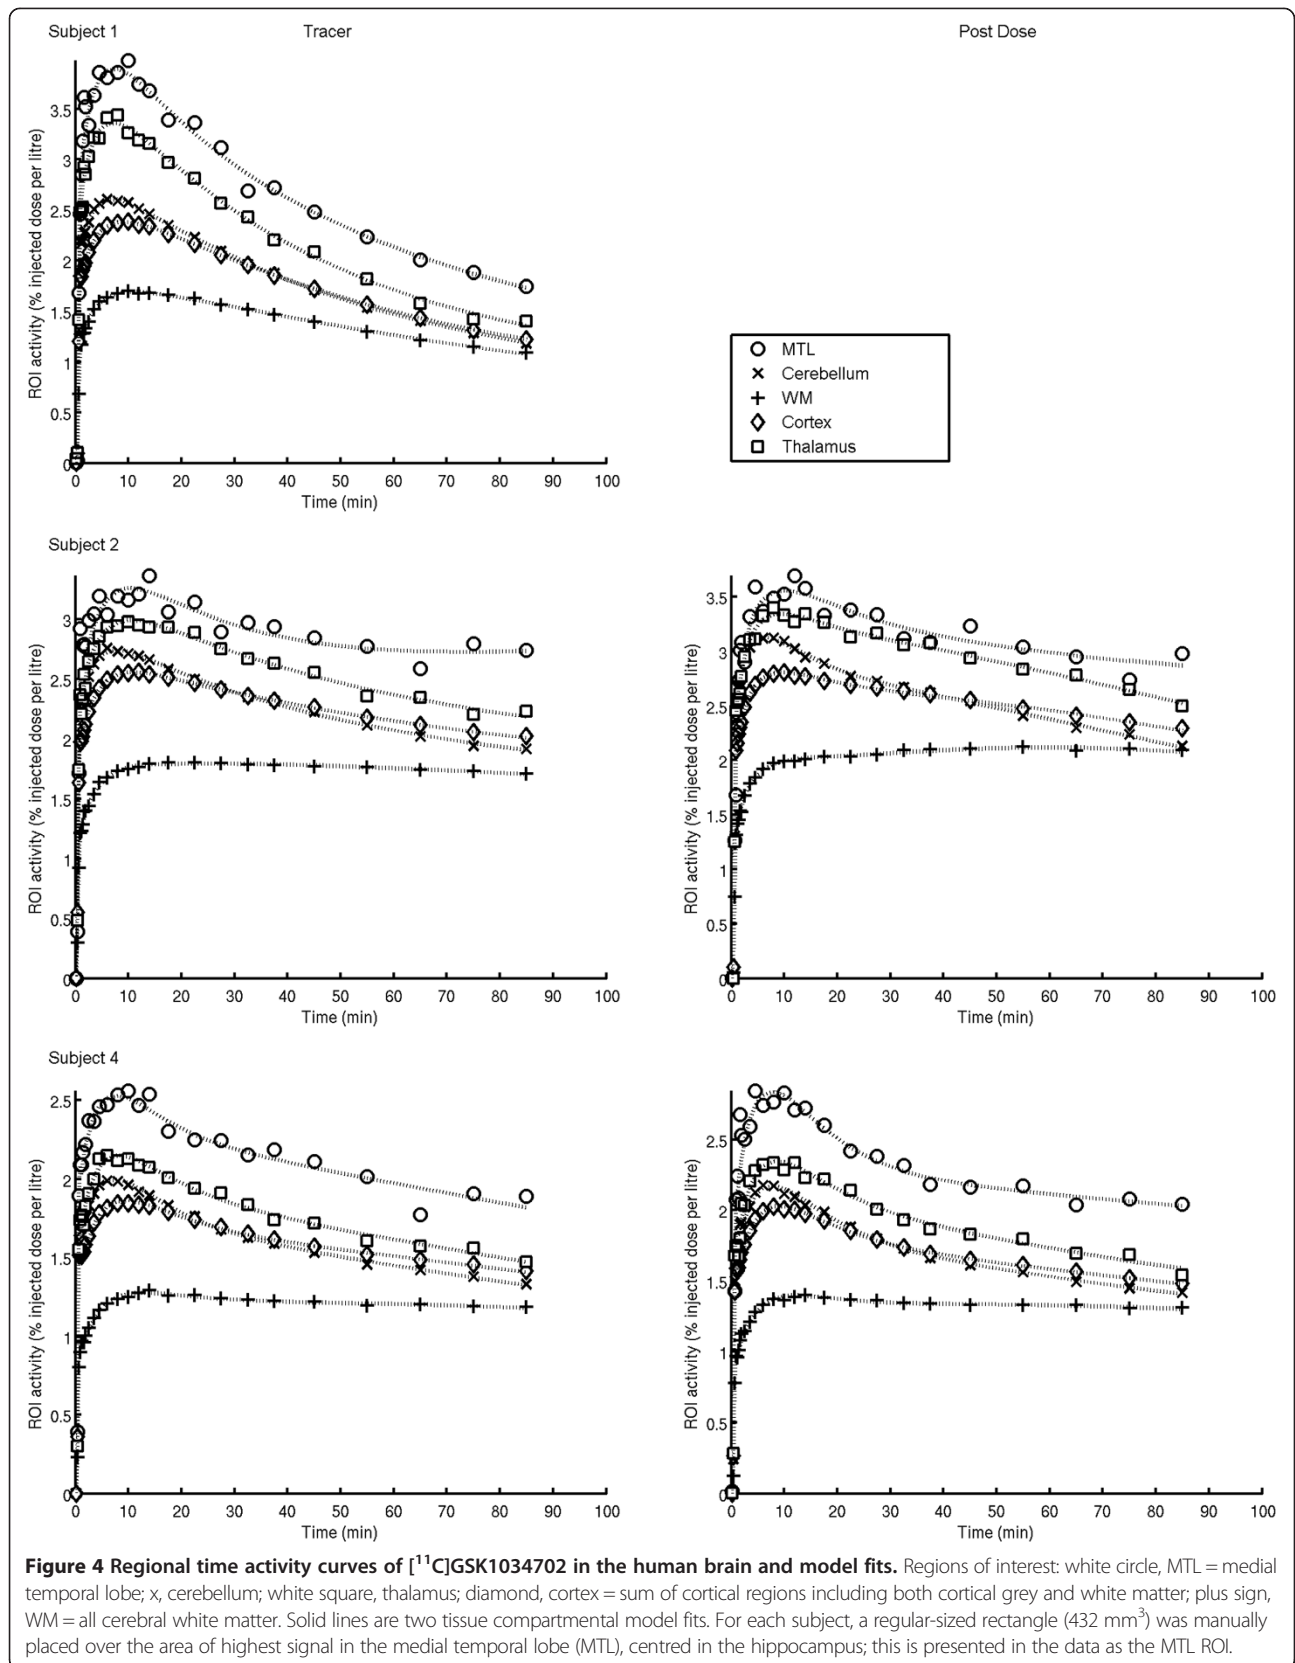 Subject 1
Tracer
Post Dose
ROI activity (% injected dose per litre)
3.5
3
2.5
2
1.5
1
0.5
0
0 10 20 30 40 50 60 70 80 90 100
Time (min)
MTL
Cerebellum
WM
Cortex
Thalamus
Subject 2
ROI activity (% injected dose per litre)
3
2.5
2
1.5
1
0.5
0
0 10 20 30 40 50 60 70 80 90 100
Time (min)
ROI activity (% injected dose per litre)
3.5
3
2.5
2
1.5
1
0.5
0
0 10 20 30 40 50 60 70 80 90 100
Time (min)
Subject 4
ROI activity (% injected dose per litre)
2.5
2
1.5
1
0.5
0
0 10 20 30 40 50 60 70 80 90 100
Time (min)
ROI activity (% injected dose per litre)
2.5
2
1.5
1
0.5
0
0 10 20 30 40 50 60 70 80 90 100
Time (min)
Figure 4 Regional time activity curves of [¹¹C]GSK1034702 in the human brain and model fits. Regions of interest: white circle, MTL = medial
temporal lobe; x, cerebellum; white square, thalamus; diamond, cortex = sum of cortical regions including both cortical grey and white matter; plus sign,
WM = all cerebral white matter. Solid lines are two tissue compartmental model fits. For each subject, a regular-sized rectangle (432 mm³) was manually
placed over the area of highest signal in the medial temporal lobe (MTL), centred in the hippocampus; this is presented in the data as the MTL ROI.